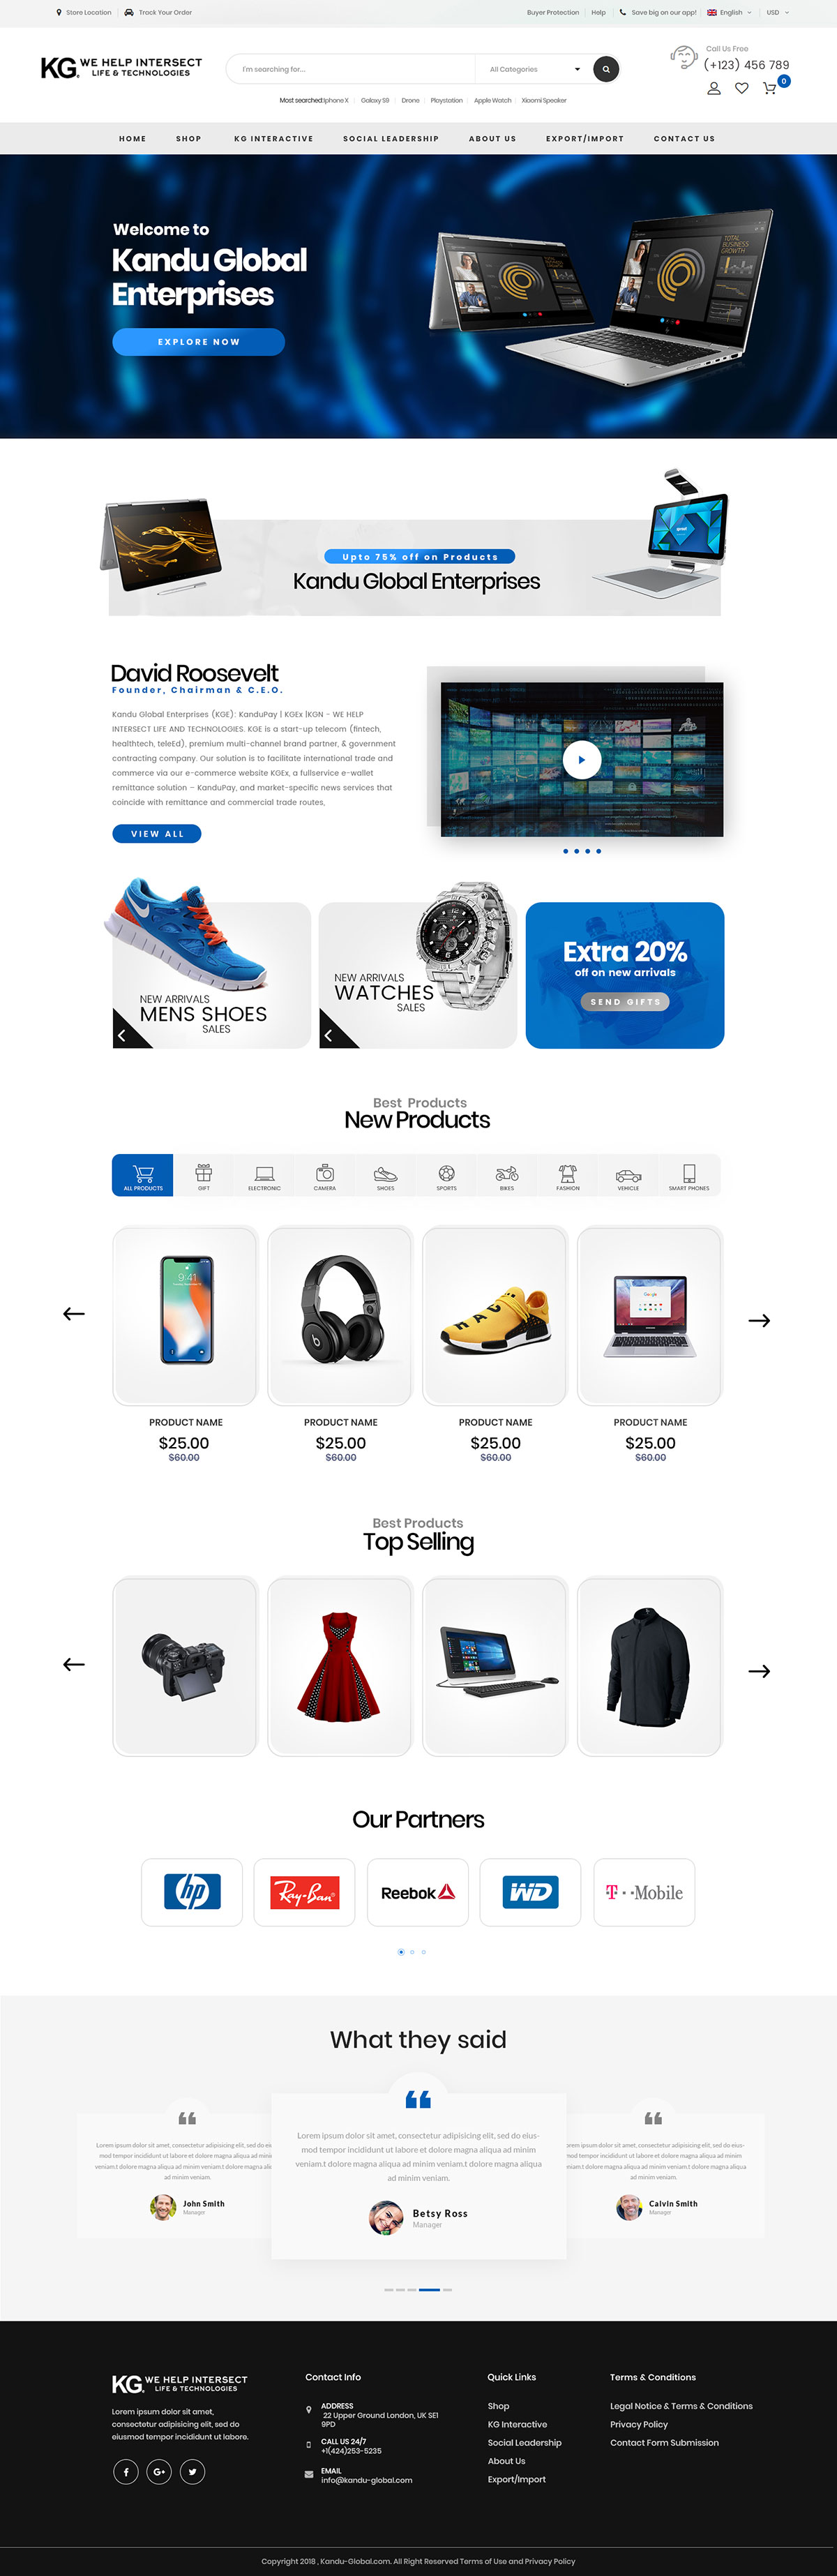 Store Location
Track Your Order
Buyer Protection
Help
Save big on our app!
English
USD
KG. WE HELP INTERSECT
LIFE & TECHNOLOGIES
I'm searching for...
All Categories
Call Us Free
(+123) 456 789
0
Most searched: Iphone X | Galaxy S9 | Drone | Playstation | Apple Watch | Xiaomi Speaker
HOME
SHOP
KG INTERACTIVE
SOCIAL LEADERSHIP
ABOUT US
EXPORT/IMPORT
CONTACT US
Welcome to
Kandu Global
Enterprises
EXPLORE NOW
TOTAL
BUSINESS
GROWTH
Upto 75% off on Products
Kandu Global Enterprises
David Roosevelt
Founder, Chairman & C.E.O.
Kandu Global Enterprises (KGE): KanduPay | KGEx |KGN - WE HELP
INTERSECT LIFE AND TECHNOLOGIES. KGE is a start-up telecom (fintech,
healthtech, teleEd), premium multi-channel brand partner, & government
contracting company. Our solution is to facilitate international trade and
commerce via our e-commerce website KGEx, a fullservice e-wallet
remittance solution – KanduPay, and market-specific news services that
coincide with remittance and commercial trade routes,
VIEW ALL
NEW ARRIVALS
MENS SHOES
SALES
NEW ARRIVALS
WATCHES
SALES
Extra 20%
off on new arrivals
SEND GIFTS
Best Products
New Products
ALL PRODUCTS
GIFT
ELECTRONIC
CAMERA
SHOES
SPORTS
BIKES
FASHION
VEHICLE
SMART PHONES
9:41
Google
PRODUCT NAME
$25.00
$60.00
PRODUCT NAME
$25.00
$60.00
PRODUCT NAME
$25.00
$60.00
PRODUCT NAME
$25.00
$60.00
Best Products
Top Selling
Our Partners
hp
Ray-Ban
Reebok
WD
T··Mobile
What they said
Lorem ipsum dolor sit amet, consectetur adipisicing elit, sed do
mod tempor incididunt ut labore et dolore magna aliqua ad minim
veniam.t dolore magna aliqua ad minim veniam.t dolore magna
ad minim veniam.
John Smith
Manager
Lorem ipsum dolor sit amet, consectetur adipisicing elit, sed do eius-
mod tempor incididunt ut labore et dolore magna aliqua ad minim
veniam.t dolore magna aliqua ad minim veniam.t dolore magna aliqua
ad minim veniam.
Betsy Ross
Manager
ipsum dolor sit amet, consectetur adipisicing elit, sed do eius-
mod tempor incididunt ut labore et dolore magna aliqua ad minim
veniam.t dolore magna aliqua ad minim veniam.t dolore magna aliqua
ad minim veniam.
Calvin Smith
Manager
KG. WE HELP INTERSECT
LIFE & TECHNOLOGIES
Lorem ipsum dolor sit amet,
consectetur adipisicing elit, sed do
eiusmod tempor incididunt ut labore.
Contact Info
ADDRESS
22 Upper Ground London, UK SE1
9PD
CALL US 24/7
+1(424)253-5235
EMAIL
info@kandu-global.com
Quick Links
Shop
KG Interactive
Social Leadership
About Us
Export/Import
Terms & Conditions
Legal Notice & Terms & Conditions
Privacy Policy
Contact Form Submission
Copyright 2018 , Kandu-Global.com. All Right Reserved Terms of Use and Privacy Policy